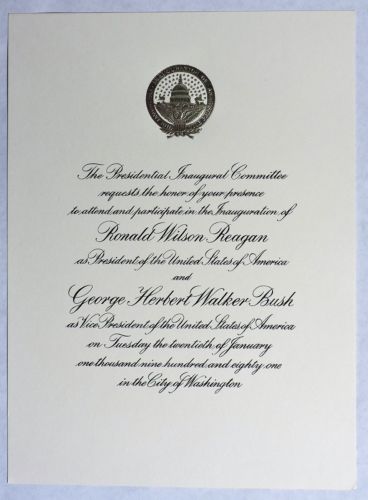 The Presidential Inaugural Committee
requests the honor of your presence
to attend and participate in the Inauguration of
Ronald Wilson Reagan
as President of the United States of America
and
George Herbert Walker Bush
as Vice President of the United States of America
on Tuesday the twentieth of January
one thousand nine hundred and eighty one
in the City of Washington